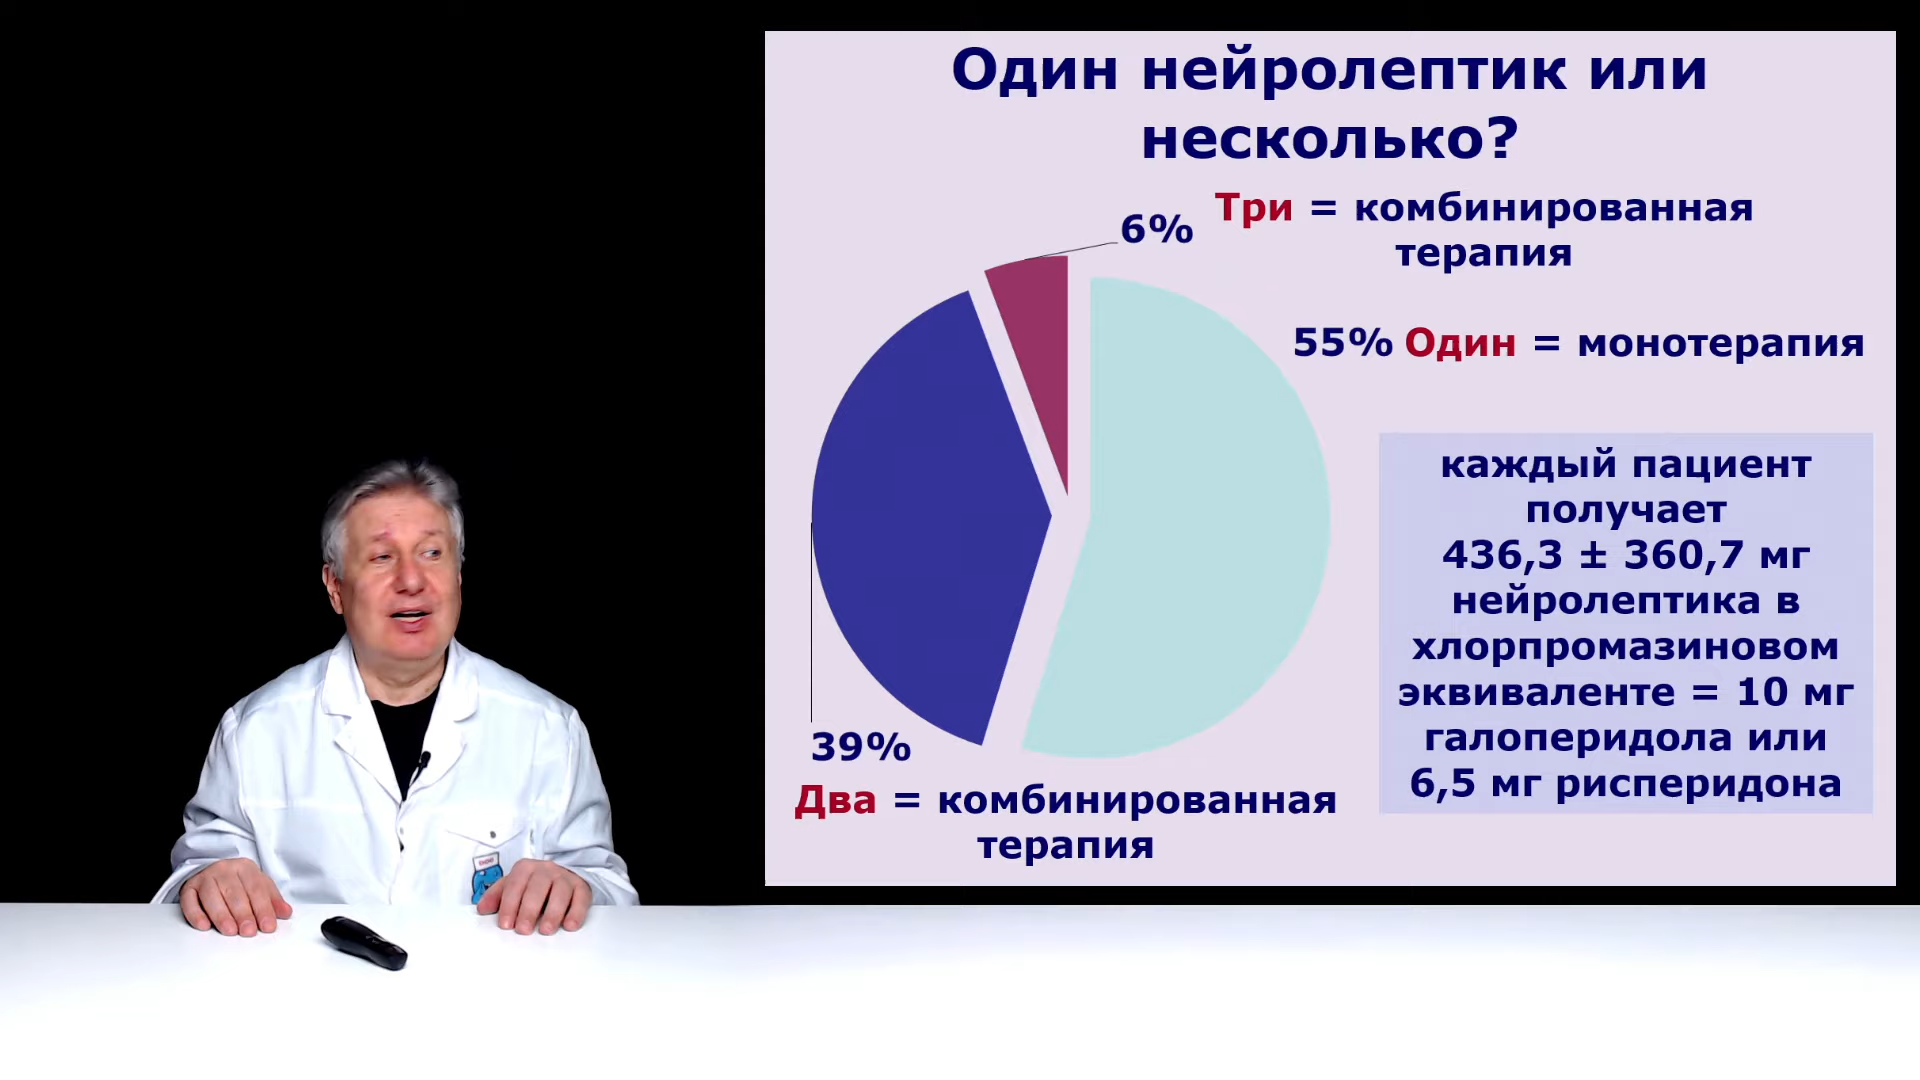 Один нейролептик или
несколько?
6%
Три = комбинированная
терапия
55% Один = монотерапия
каждый пациент
получает
436,3 ± 360,7 мг
нейролептика в
хлорпромазиновом
эквиваленте = 10 мг
галоперидола или
6,5 мг рисперидона
39%
Два = комбинированная
терапия